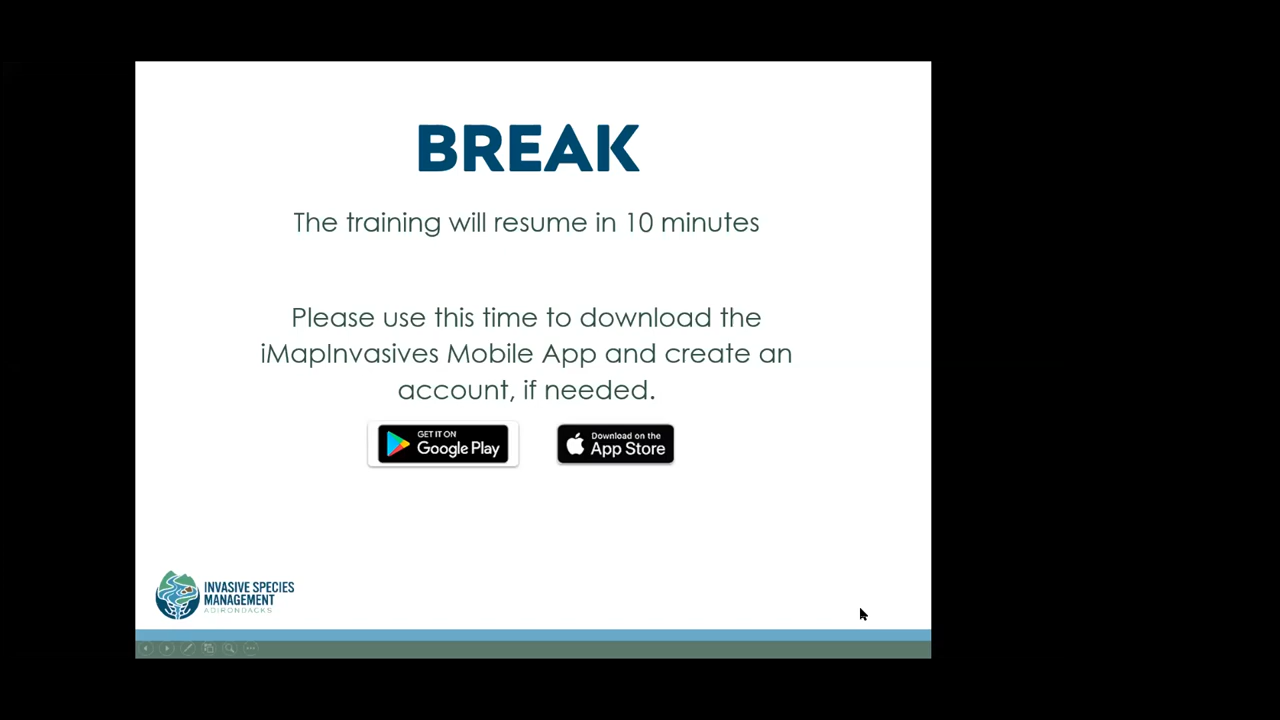 BREAK
The training will resume in 10 minutes
Please use this time to download the
iMapInvasives Mobile App and create an
account, if needed.
GET IT ON
Google Play
Download on the
App Store
INVASIVE SPECIES
MANAGEMENT
ADIRONDACKS